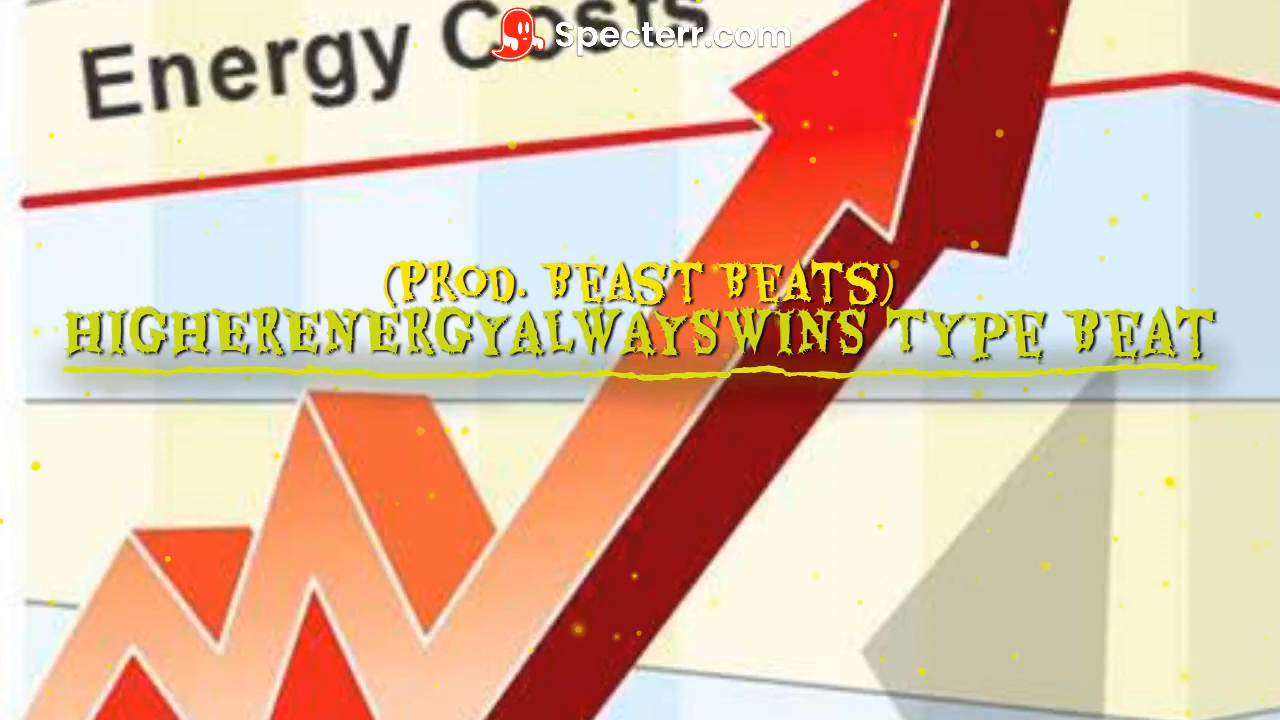 Energy Costs
Specterr.com
(PROD. BEAST BEATS)
HIGHERENERGYALWAYSWINS TYPE BEAT